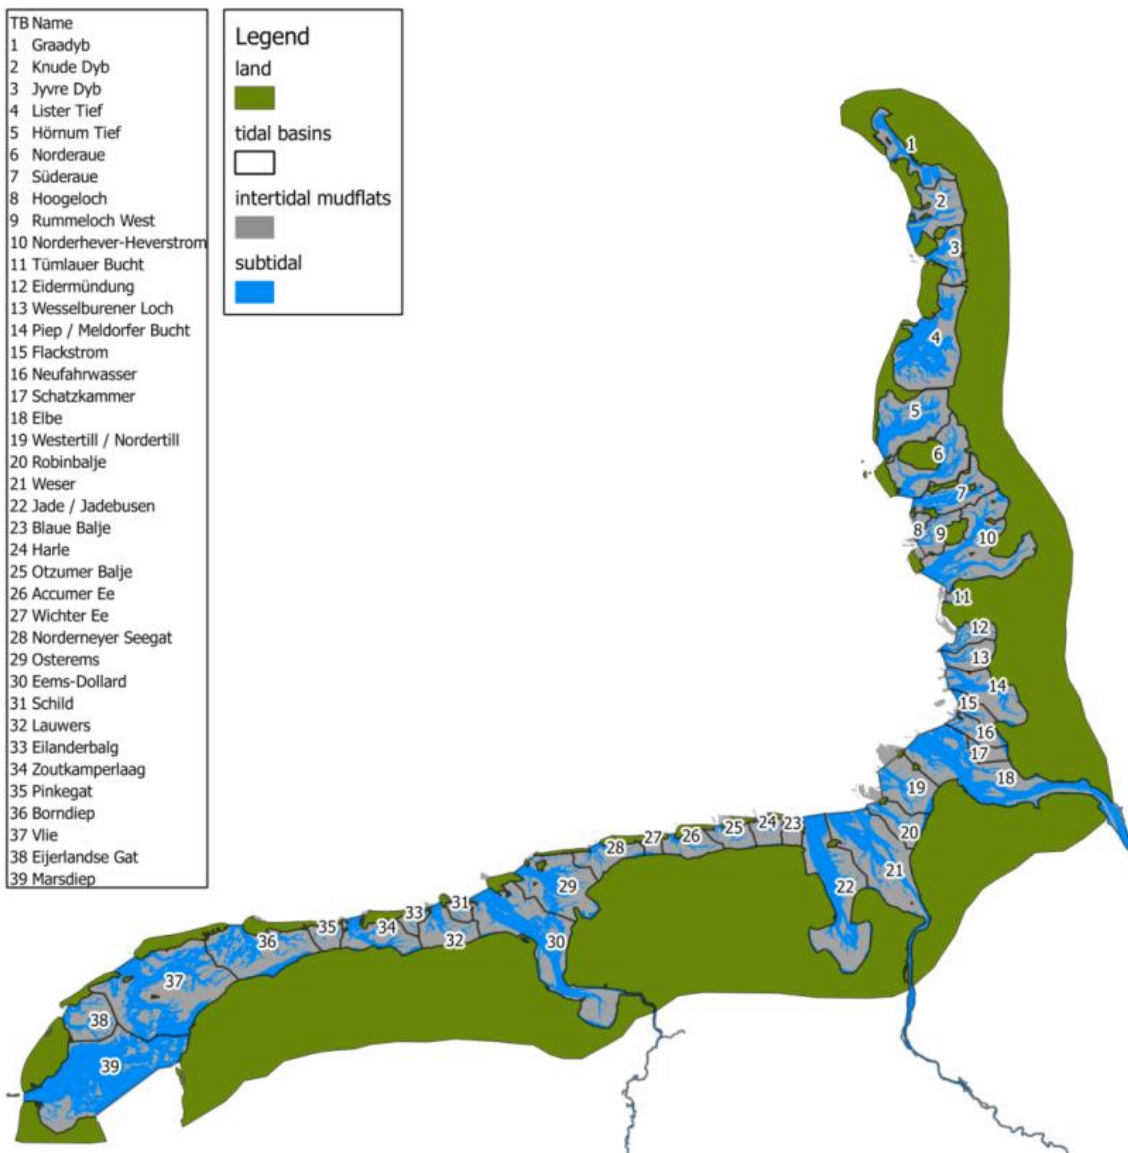 TB Name
1 Graadyb
2 Knude Dyb
3 Jyvre Dyb
4 Lister Tief
5 Hörnum Tief
6 Norderaue
7 Süderaue
8 Hoogeloch
9 Rummeloch West
10 Norderhever-Heverstrom
11 Tümlauer Bucht
12 Eidermündung
13 Wesselburener Loch
14 Piep / Meldorfer Bucht
15 Flackstrom
16 Neufahrwasser
17 Schatzkammer
18 Elbe
19 Westertill / Nordertill
20 Robinbalje
21 Weser
22 Jade / Jadebusen
23 Blaue Balje
24 Harle
25 Otzumer Balje
26 Accumer Ee
27 Wichter Ee
28 Norderneyer Seegat
29 Osterems
30 Eems-Dollard
31 Schild
32 Lauwers
33 Eilanderbalg
34 Zoutkamperlaag
35 Pinkegat
36 Borndiep
37 Vlie
38 Eijerlandse Gat
39 Marsdiep
Legend
land
tidal basins
intertidal mudflats
subtidal
1
2
3
4
5
6
7
8
9
10
11
12
13
14
15
16
17
18
19
20
21
22
23
24
25
26
27
28
29
30
31
32
33
34
35
36
37
38
39